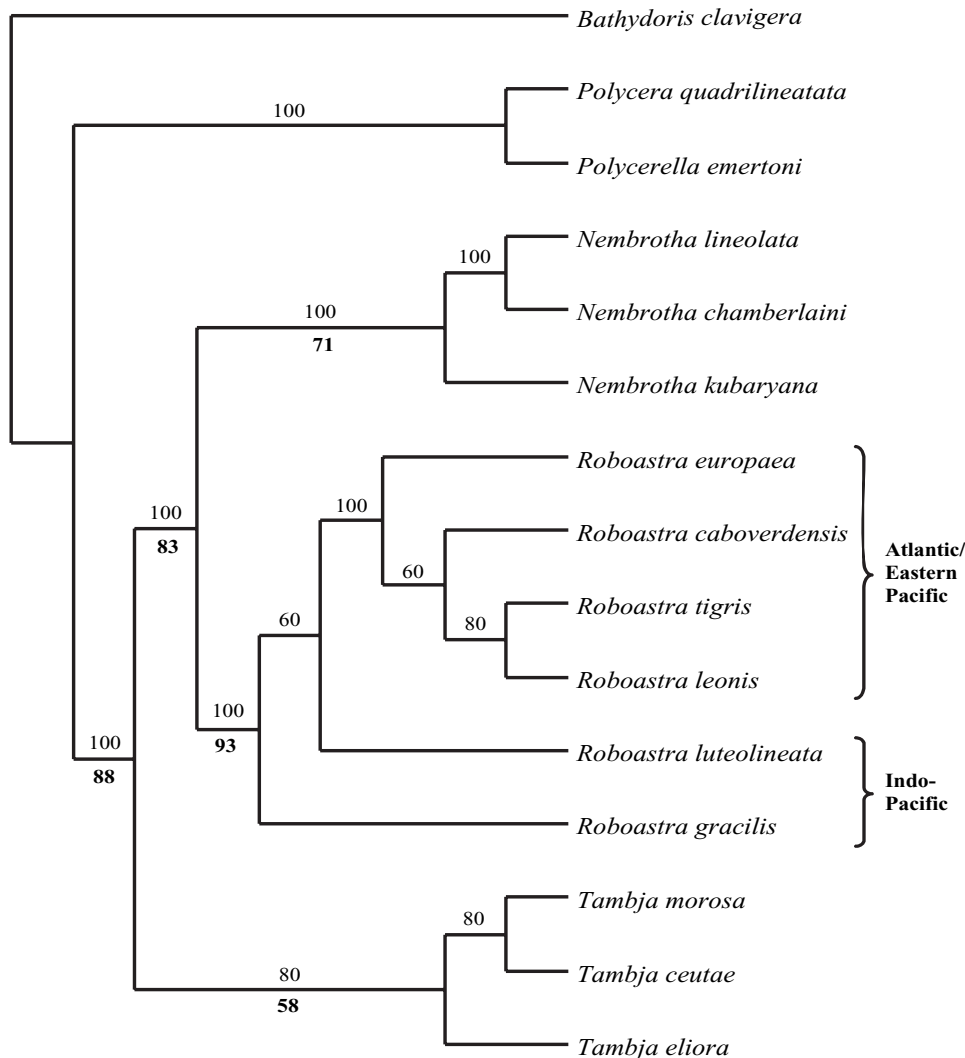 Bathydoris clavigera
Polycera quadrilineatata
100
Polycerella emertoni
Nembrotha lineolata
100
Nembrotha chamberlaini
100
71
Nembrotha kubaryana
Roboastra europaea
100
Roboastra caboverdensis
100
83
60
Atlantic/
Eastern
Pacific
Roboastra tigris
60
80
Roboastra leonis
100
93
Roboastra luteolineata
100
88
Indo-
Pacific
Roboastra gracilis
Tambja morosa
80
Tambja ceutae
80
58
Tambja eliora